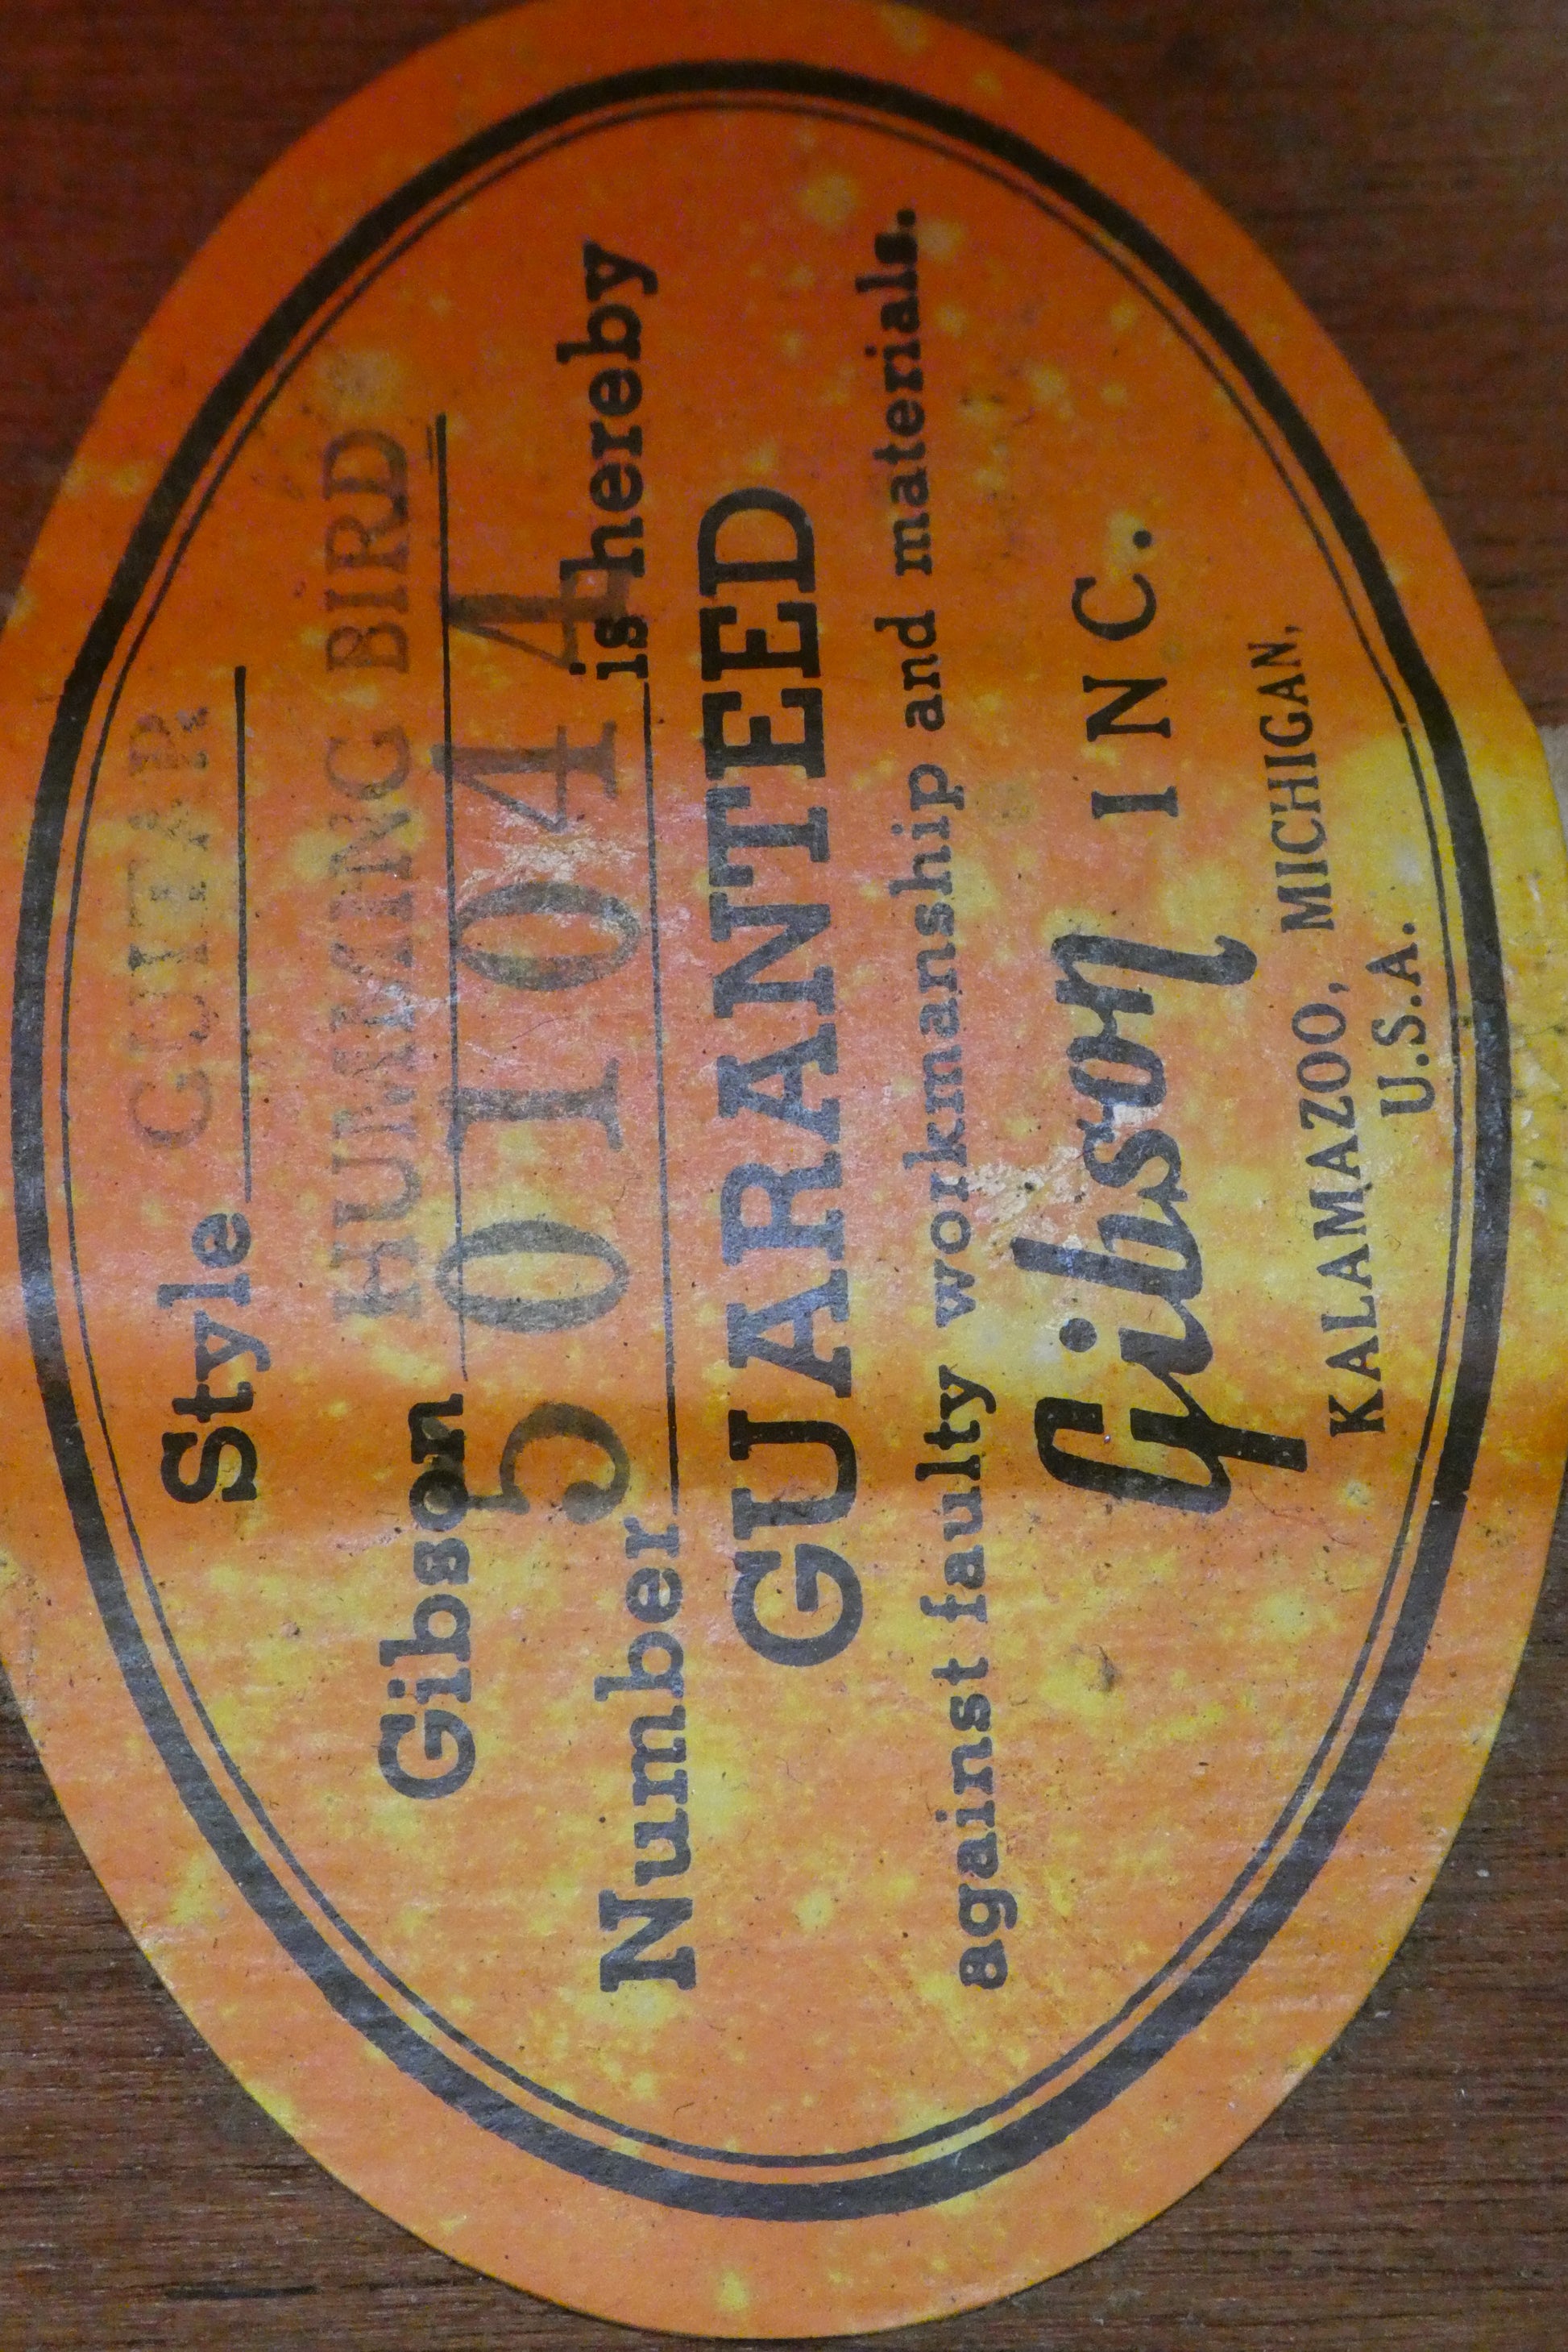 Style GUITAR
Gibson HUMMING BIRD
Number 501044 is hereby
GUARANTEED
against faulty workmanship and materials.
Gibson INC.
KALAMAZOO, MICHIGAN,
U.S.A.